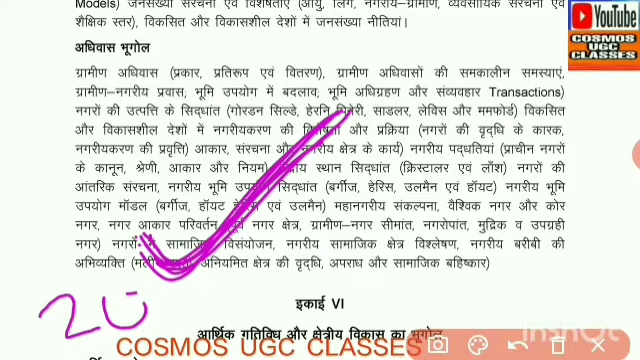 Models) जनसंख्या संरचना एवं विशेषताएं (आयु, लिंग, नगरीय-ग्रामीण, व्यवसायिक संरचना एवं
शैक्षिक स्तर), विकसित और विकासशील देशों में जनसंख्या नीतियां।
YouTube
COSMOS
UGC
CLASSES
अधिवास भूगोल
ग्रामीण अधिवास (प्रकार, प्रतिरूप एवं वितरण), ग्रामीण अधिवासों की समकालीन समस्याएं,
ग्रामीण–नगरीय प्रवास, भूमि उपयोग में बदलाव; भूमि अधिग्रहण और संव्यवहार Transactions)
नगरों की उत्पत्ति के सिद्धांत (गोरडन सिल्डे, हेरनि पिनेरी, साडलर, लेविस और ममफोर्ड) विकसित
और विकासशील देशों में नगरीयकरण की विशेषता और प्रक्रिया (नगरों की वृद्धि के कारक,
नगरीयकरण की प्रवृत्ति) आकार, संरचना और नगरीय क्षेत्र के कार्य) नगरीय पद्धतियां (प्राचीन नगरों
के कानून, श्रेणी, आकार और नियम) केंद्रीय स्थान सिद्धांत (क्रिस्टालर एवं लौश) नगरों की
आंतरिक संरचना, नगरीय भूमि उपयोग सिद्धांत (बर्गीज, हेरिस, उलमैन एवं हॉयट) नगरीय भूमि
उपयोग मॉडल (बर्गीज, हॉयट हेरिस एवं उलमैन) महानगरीय संकल्पना, वैश्विक नगर और कोर
नगर, नगर आकार परिवर्तन (पूर्व नगर क्षेत्र, ग्रामीण–नगर सीमांत, नगरोपांत, मुद्रिक व उपग्रही
नगर) नगरों में सामाजिक विसंयोजन, नगरीय सामाजिक क्षेत्र विश्लेषण, नगरीय बरीबी की
अभिव्यक्ति अनियमित क्षेत्र की वृद्धि, अपराध और सामाजिक बहिष्कार)
20
इकाई VI
आर्थिक गतिविध और क्षेत्रीय विकास का भूगोल
COSMOS UGC CLASSES